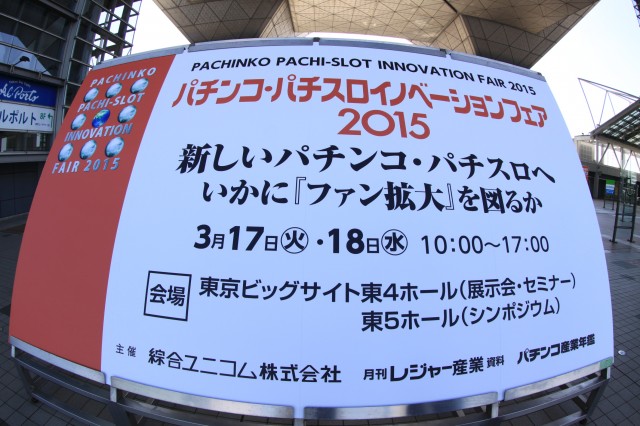 PACHINKO PACHI-SLOT INNOVATION FAIR 2015
パチンコ・パチスロイノベーションフェア
2015
PACHINKO
PACHI-SLOT
INNOVATION
FAIR 2015
新しいパチンコ・パチスロへ
いかに『ファン拡大』を図るか
3月17日火・18日水 10:00～17:00
会場
東京ビッグサイト東4ホール(展示会・セミナー)
東5ホール(シンポジウム)
主催 綜合ユニコム株式会社 月刊レジャー産業資料 パチンコ産業年鑑
Al Porto
ルポルト